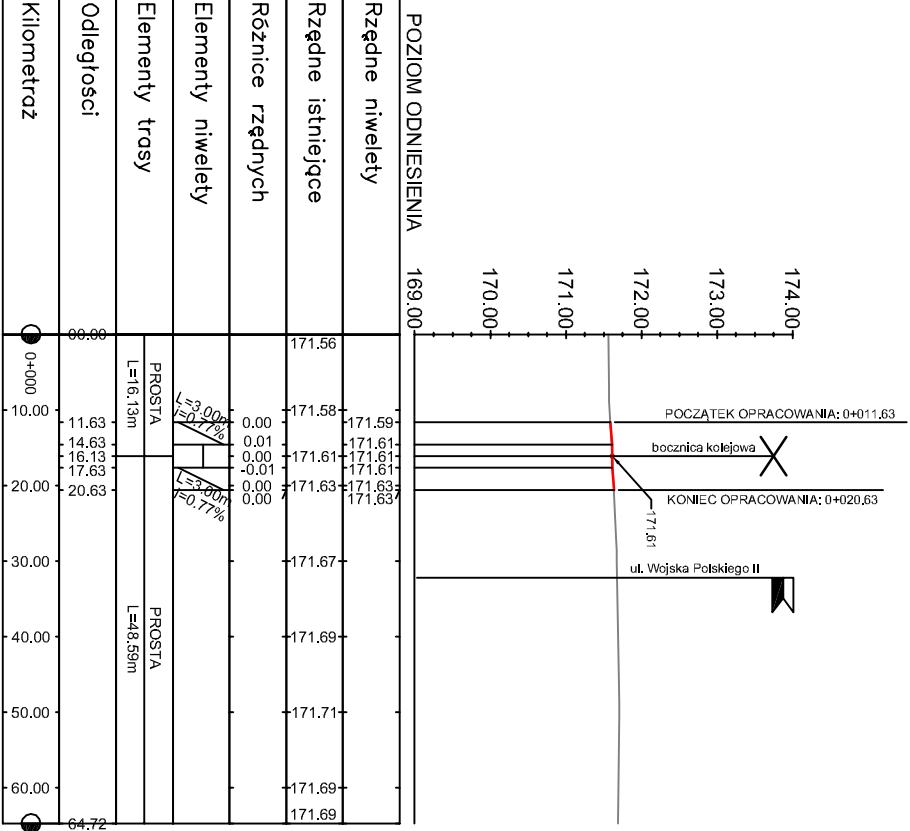 POZIOM ODNIESIENIA
169.00
170.00
171.00
172.00
173.00
174.00
POCZĄTEK OPRACOWANIA: 0+011.63
bocznica kolejowa
KONIEC OPRACOWANIA: 0+020,63
171.61
ul. Wojska Polskiego II
Rzędne niwelety
171.59
171.61
171.61
171.61
171.63
171.63
Rzędne istniejące
171.56
171.58
171.61
171.63
171.67
171.69
171.71
171.69
171.69
Różnice rzędnych
0.00
0.01
0.00
-0.01
0.00
0.00
Elementy niwelety
L=3.00m
i=0.77%
L=3.00m
i=0.77%
Elementy trasy
PROSTA
L=16.13m
PROSTA
L=48.59m
Odległości
00.00
11.63
14.63
16.13
17.63
20.63
64.72
Kilometraż
0+000
10.00
20.00
30.00
40.00
50.00
60.00